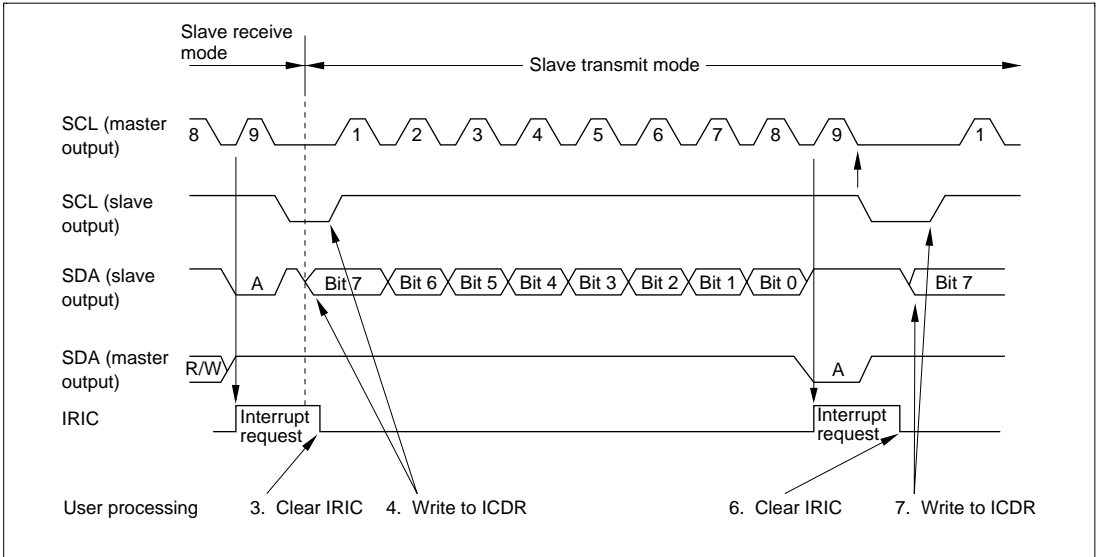 Slave receive
mode
Slave transmit mode
SCL (master
output)
8 9 1 2 3 4 5 6 7 8 9 1
SCL (slave
output)
SDA (slave
output)
A Bit 7 Bit 6 Bit 5 Bit 4 Bit 3 Bit 2 Bit 1 Bit 0 Bit 7
SDA (master
output)
R/W A
IRIC
Interrupt
request
Interrupt
request
User processing 3. Clear IRIC 4. Write to ICDR 6. Clear IRIC 7. Write to ICDR